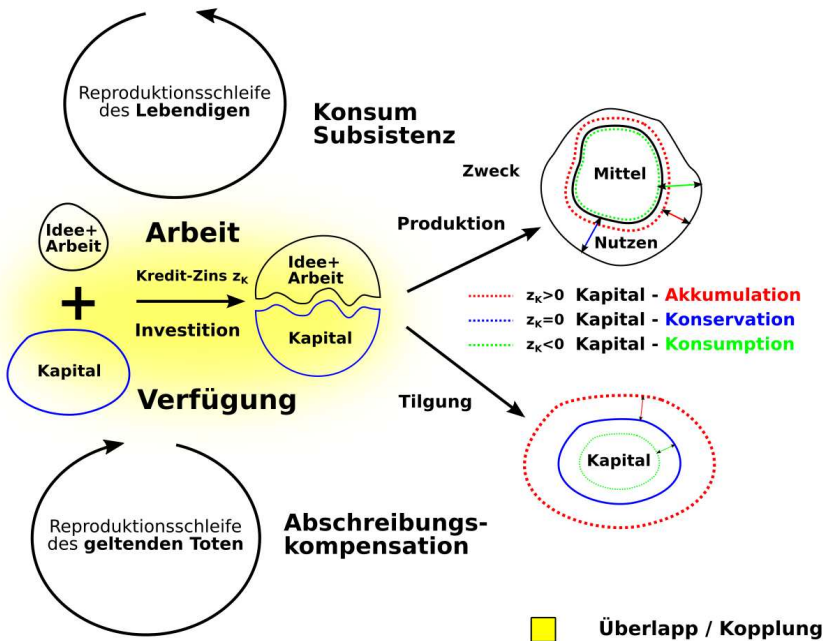 Reproduktionsschleife
des Lebendigen
Konsum
Subsistenz
Idee+
Arbeit
+
Kapital
Arbeit
Kredit-Zins zK
Investition
Verfügung
Idee+
Arbeit
Kapital
Zweck
Mittel
Nutzen
Produktion
zK>0 Kapital - Akkumulation
zK=0 Kapital - Konservation
zK<0 Kapital - Konsumption
Tilgung
Kapital
Reproduktionsschleife
des geltenden Toten
Abschreibungs-
kompensation
Überlapp / Kopplung